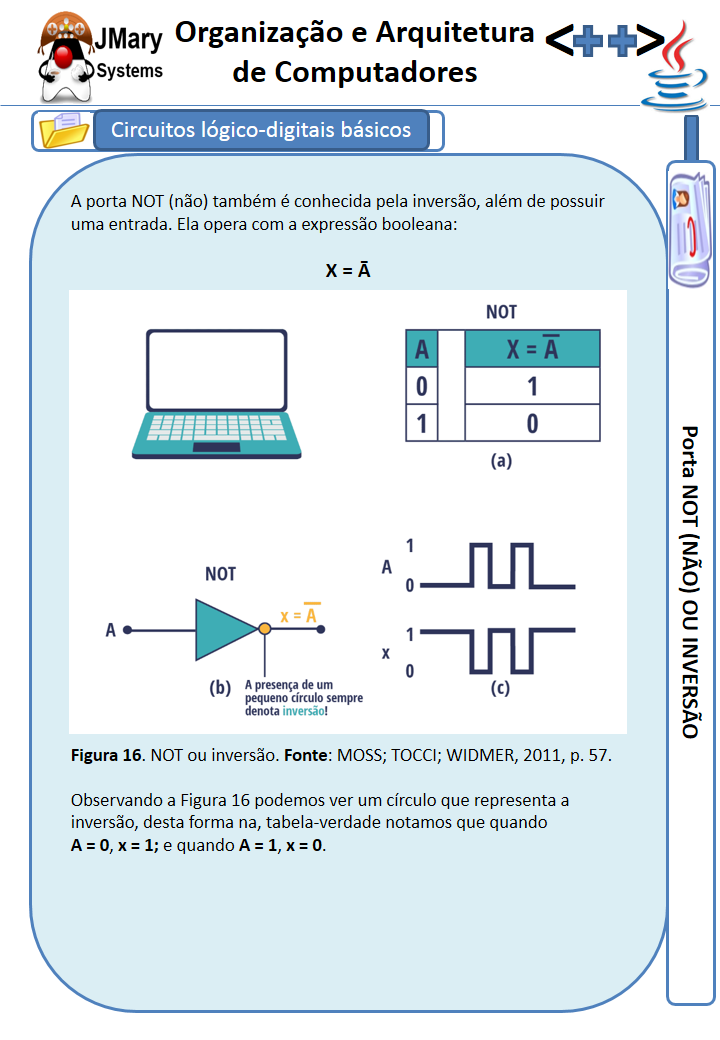 JMary
Systems
Organização e Arquitetura
de Computadores
<++>
Circuitos lógico-digitais básicos
A porta NOT (não) também é conhecida pela inversão, além de possuir
uma entrada. Ela opera com a expressão booleana:
X = Ā
NOT
A X = Ā
0 1
1 0
(a)
NOT
A
x = Ā
(b)
A presença de um
pequeno círculo sempre
denota inversão!
A
1
0
x
1
0
(c)
Figura 16. NOT ou inversão. Fonte: MOSS; TOCCI; WIDMER, 2011, p. 57.
Observando a Figura 16 podemos ver um círculo que representa a
inversão, desta forma na, tabela-verdade notamos que quando
A = 0, x = 1; e quando A = 1, x = 0.
Porta NOT (NÃO) OU INVERSÃO